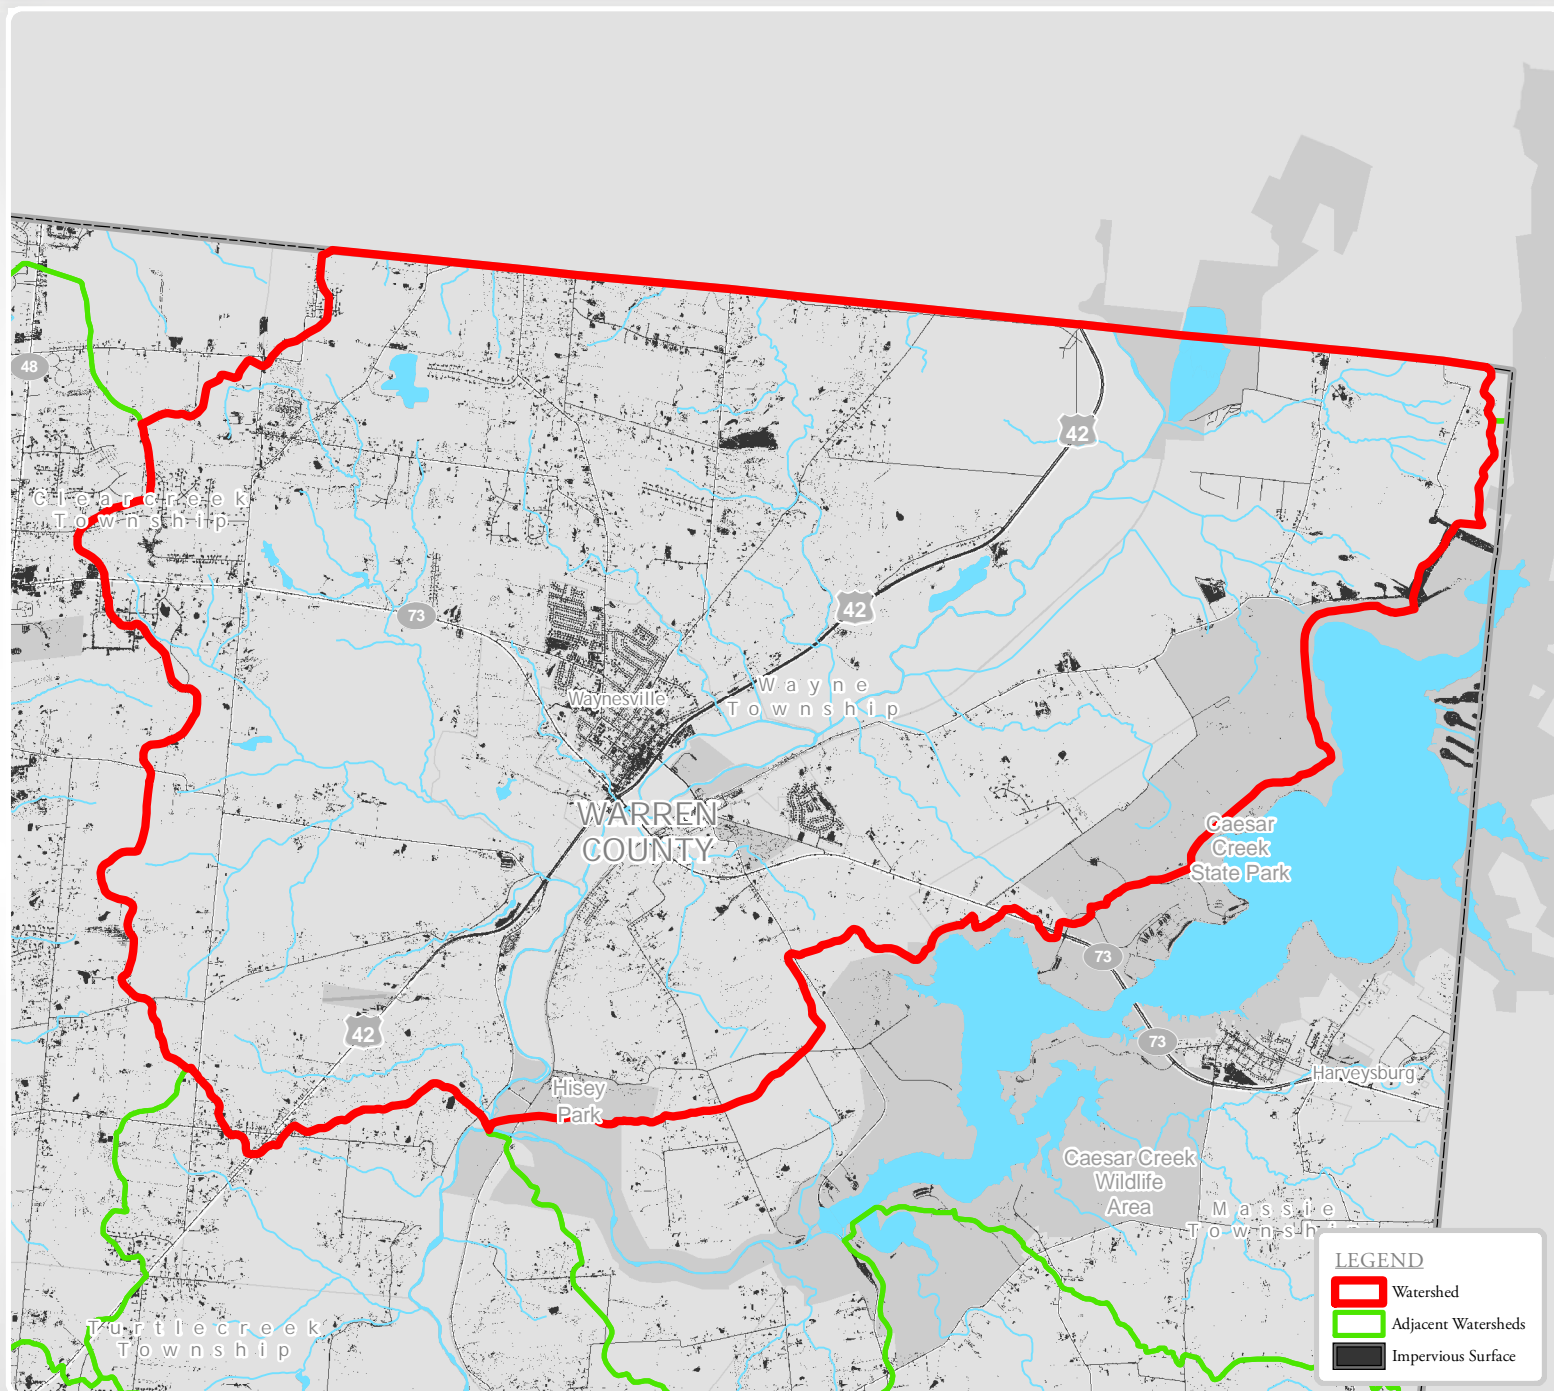 48
42
Clearcreek
Township
73
42
Waynesville
Wayne
Township
WARREN
COUNTY
Caesar
Creek
State Park
73
42
73
Hisey
Park
Harveysburg
Caesar Creek
Wildlife
Area
Massie
Townsh
Turtlecreek
Township
LEGEND
Watershed
Adjacent Watersheds
Impervious Surface